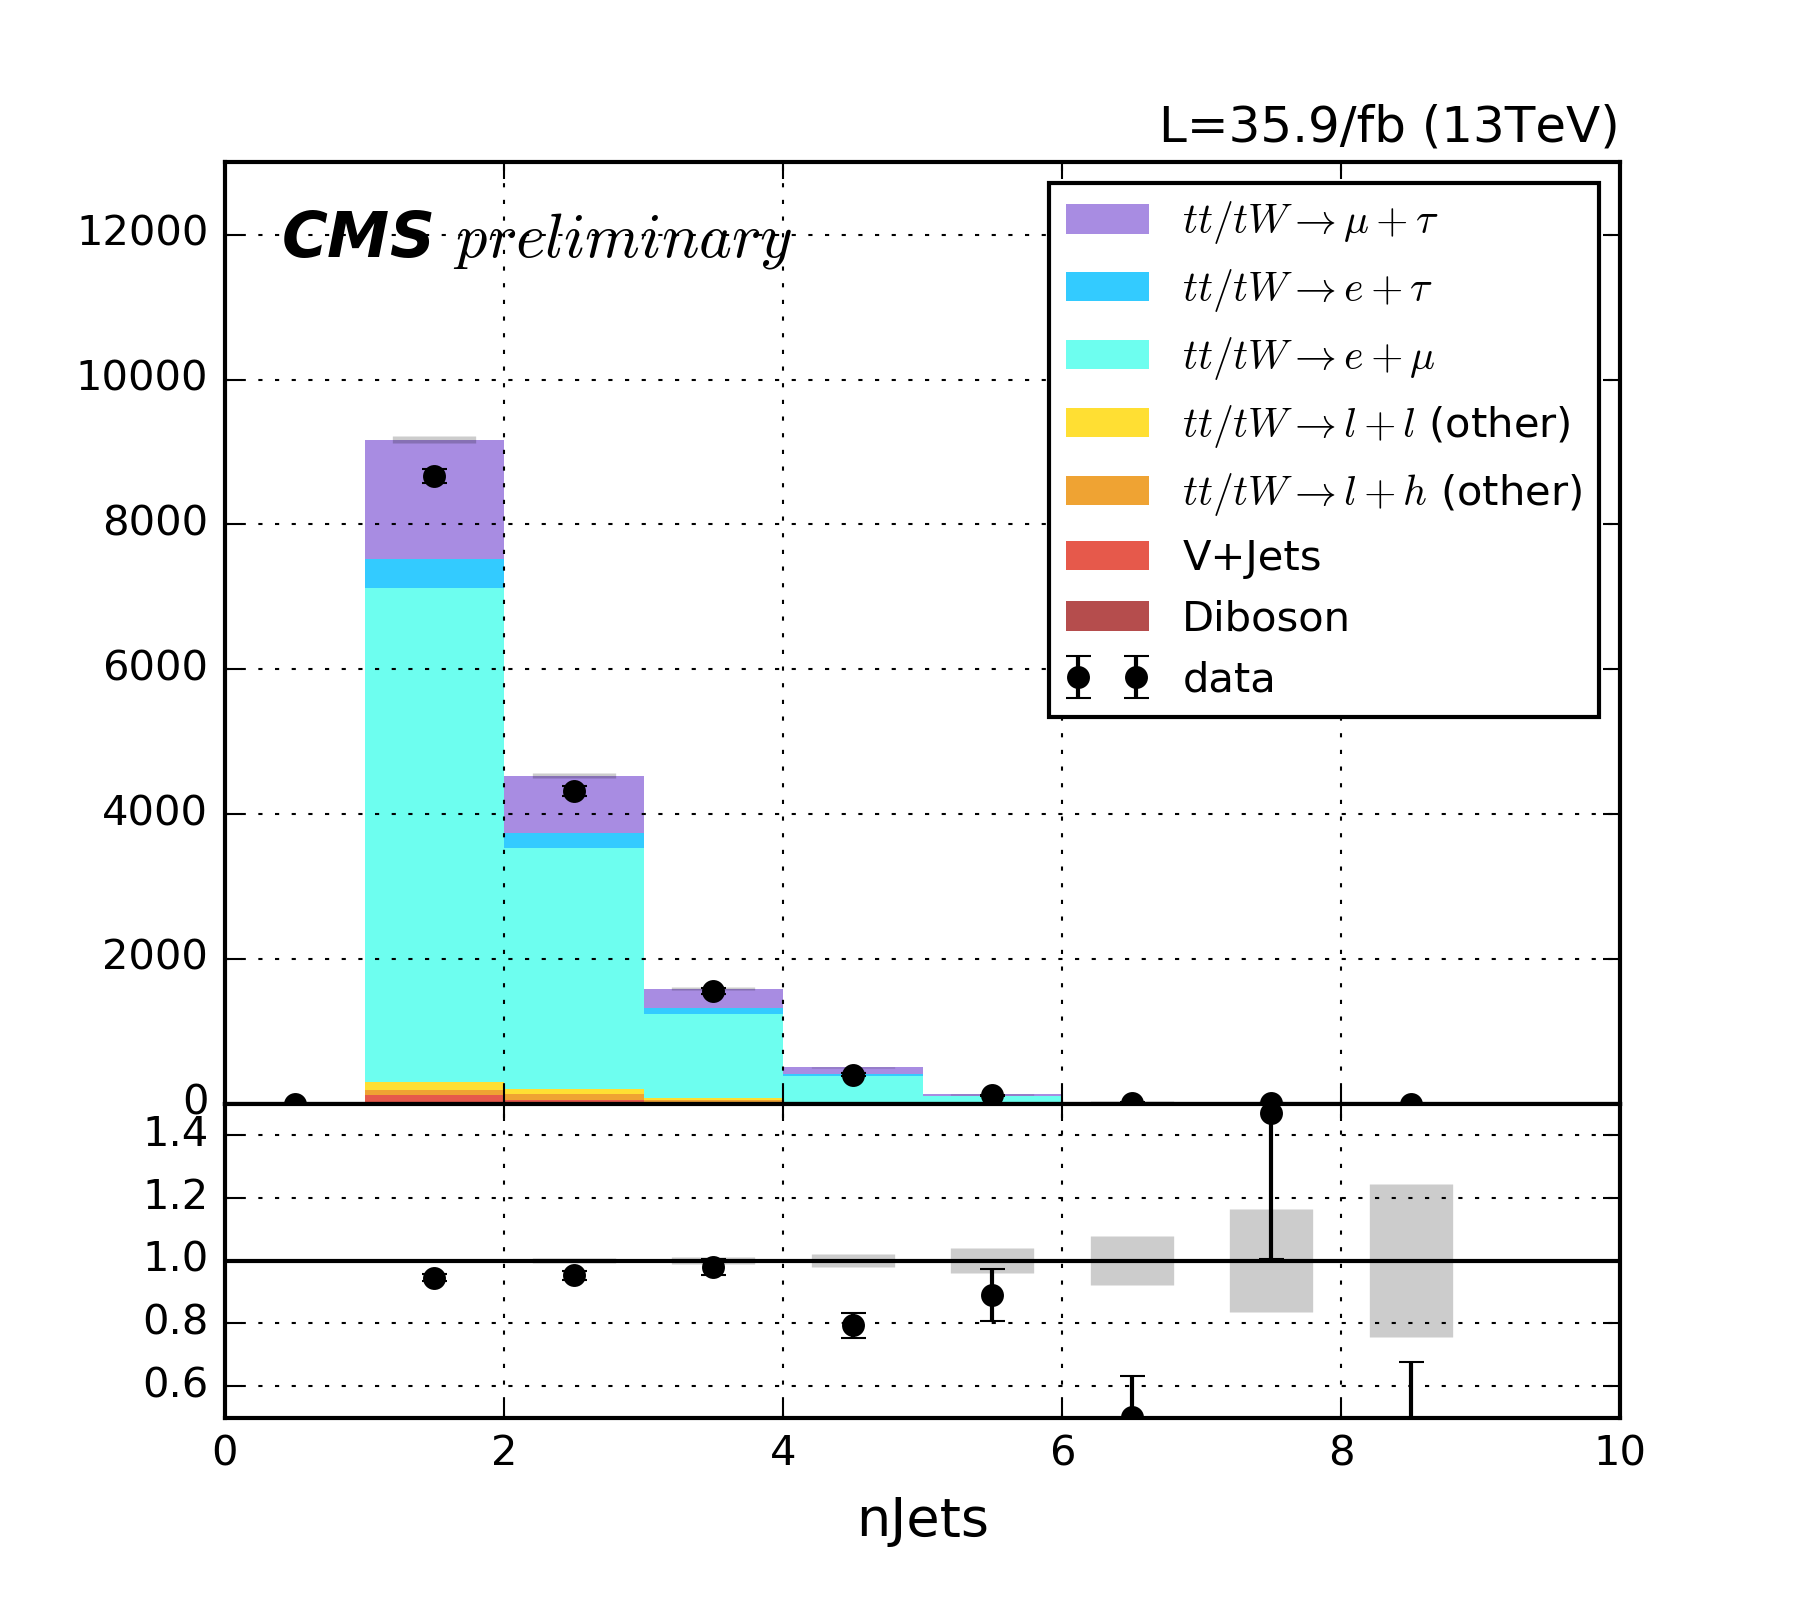 L=35.9/fb (13TeV)
CMS preliminary
12000
10000
8000
6000
4000
2000
0
tt/tW→μ+τ
tt/tW→e+τ
tt/tW→e+μ
tt/tW→l+l (other)
tt/tW→l+h (other)
V+Jets
Diboson
data
1.4
1.2
1.0
0.8
0.6
0 2 4 6 8 10
nJets